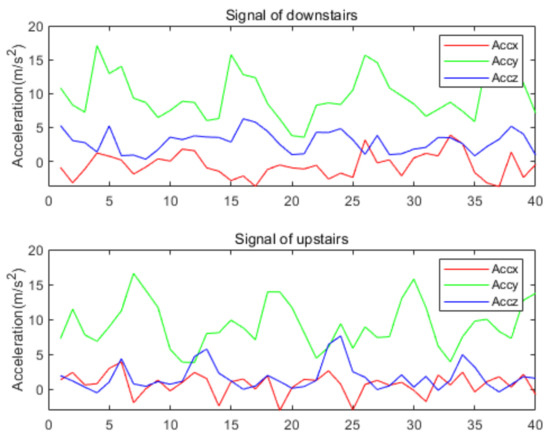 Signal of downstairs
20
15
10
5
0
Acceleration(m/s²)
Accx
Accy
Accz
0 5 10 15 20 25 30 35 40
Signal of upstairs
20
15
10
5
0
Acceleration(m/s²)
Accx
Accy
Accz
0 5 10 15 20 25 30 35 40